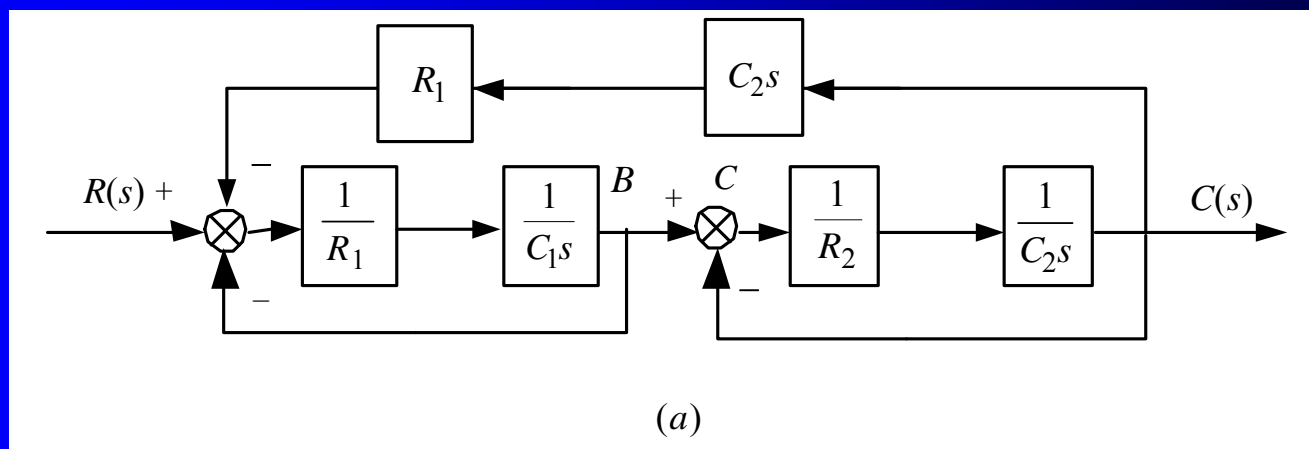 R₁ C₂s
−
R(s) + 1/R₁ 1/C₁s B + C 1/R₂ 1/C₂s C(s)
− −
(a)